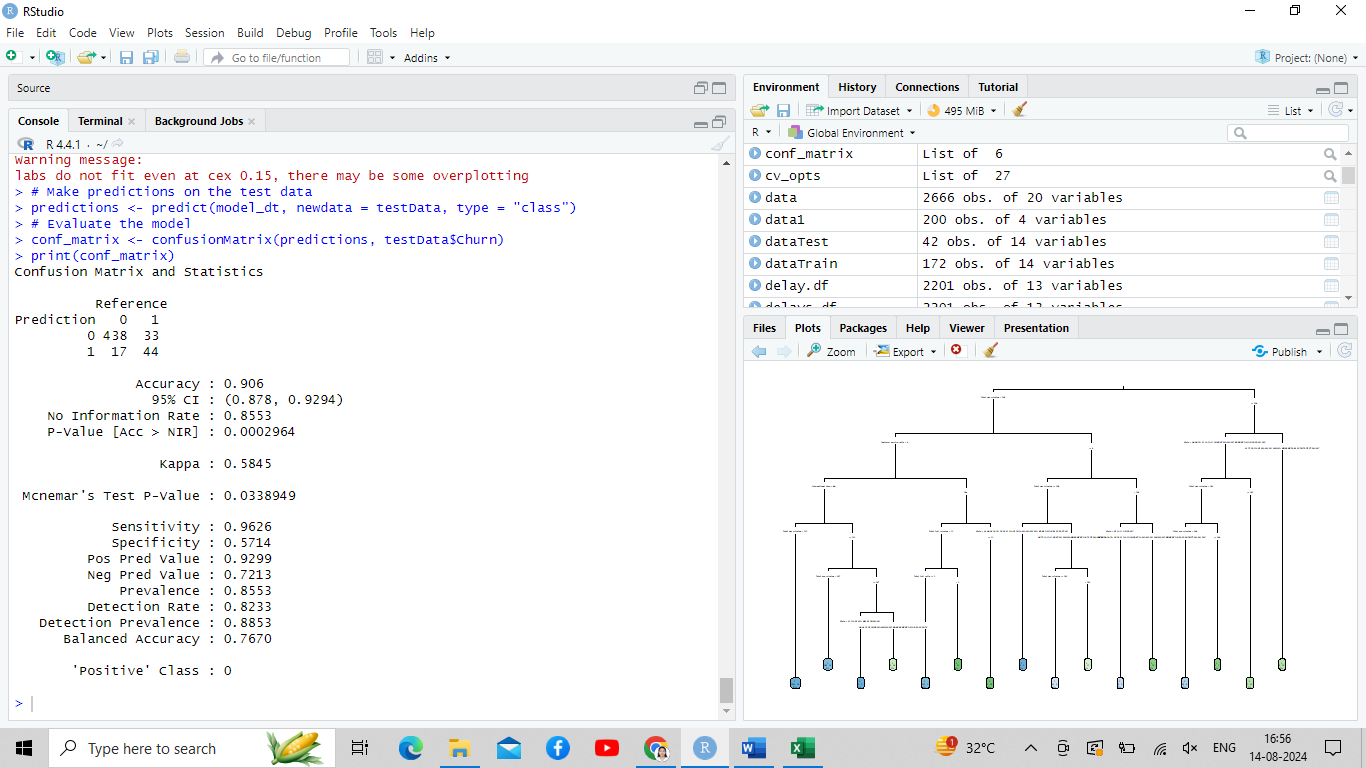 RStudio
File Edit Code View Plots Session Build Debug Profile Tools Help
Go to file/function Addins Project: (None)
Source
Console Terminal Background Jobs
R 4.4.1 · ~/
Warning message:
labs do not fit even at cex 0.15, there may be some overplotting
> # Make predictions on the test data
> predictions <- predict(model_dt, newdata = testData, type = "class")
> # Evaluate the model
> conf_matrix <- confusionMatrix(predictions, testData$Churn)
> print(conf_matrix)
Confusion Matrix and Statistics
Reference
Prediction 0 1
0 438 33
1 17 44
Accuracy : 0.906
95% CI : (0.878, 0.9294)
No Information Rate : 0.8553
P-Value [Acc > NIR] : 0.0002964
Kappa : 0.5845
Mcnemar's Test P-Value : 0.0338949
Sensitivity : 0.9626
Specificity : 0.5714
Pos Pred Value : 0.9299
Neg Pred Value : 0.7213
Prevalence : 0.8553
Detection Rate : 0.8233
Detection Prevalence : 0.8853
Balanced Accuracy : 0.7670
'Positive' Class : 0
>
Environment History Connections Tutorial
Import Dataset 495 MiB List
R Global Environment
conf_matrix List of 6
cv_opts List of 27
data 2666 obs. of 20 variables
data1 200 obs. of 4 variables
dataTest 42 obs. of 14 variables
dataTrain 172 obs. of 14 variables
delay.df 2201 obs. of 13 variables
delays.df 2201 obs. of 13 variables
Files Plots Packages Help Viewer Presentation
Zoom Export Publish
Type here to search
1 32°C ENG 16:56
14-08-2024